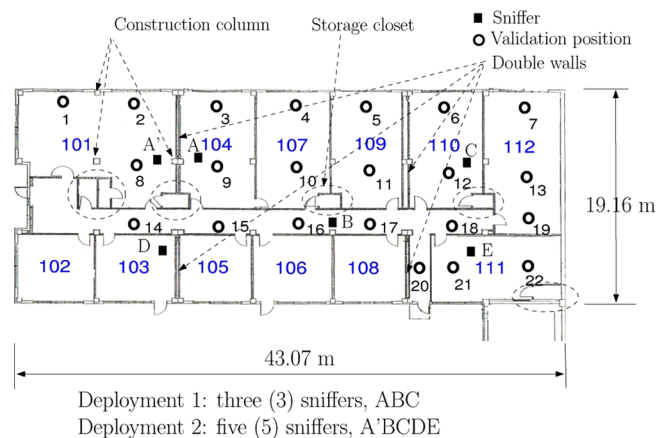 Construction column
Storage closet
Sniffer
Validation position
Double walls
1
2
3
4
5
6
7
101
A'
A
104
107
109
110
C
112
8
9
10
11
12
13
14
15
16
B
17
18
19
D
E
102
103
105
106
108
20
21
111
22
19.16 m
43.07 m
Deployment 1: three (3) sniffers, ABC
Deployment 2: five (5) sniffers, A'BCDE